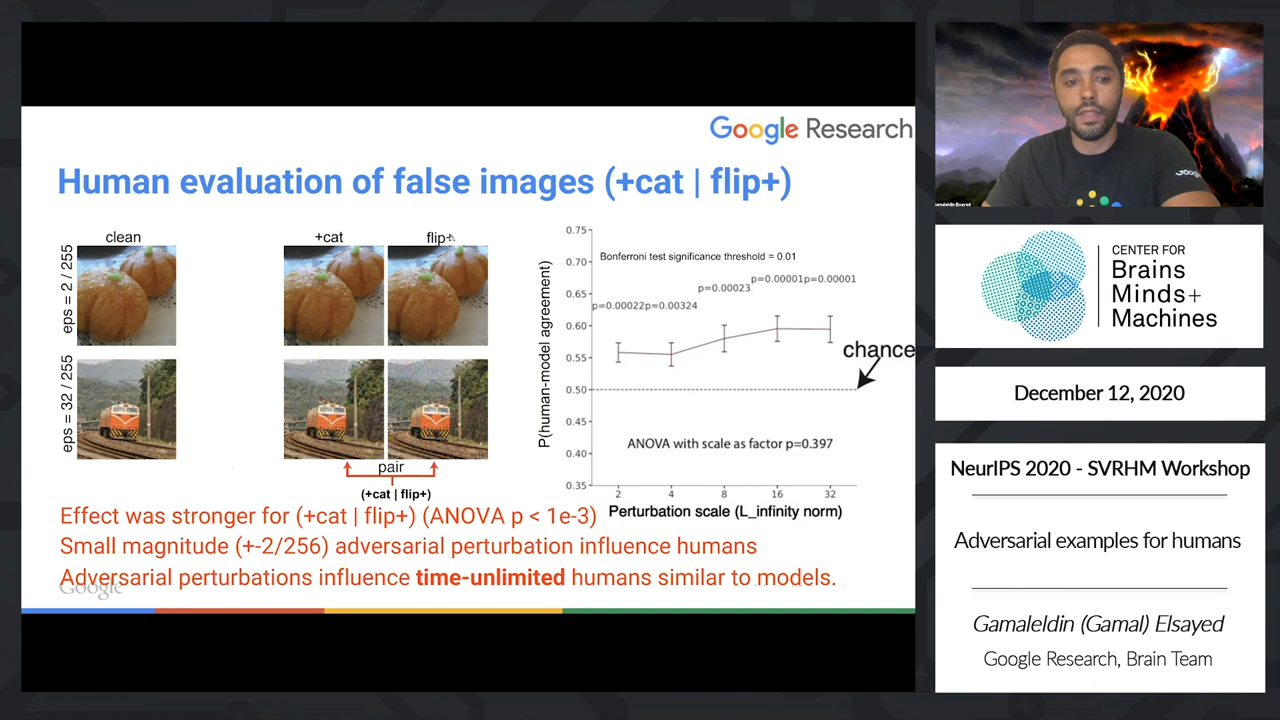 Google Research
Human evaluation of false images (+cat | flip+)
clean
+cat
flip+
eps = 2 / 255
eps = 32 / 255
pair
(+cat | flip+)
P(human-model agreement)
0.75
0.70
0.65
0.60
0.55
0.50
0.45
0.40
0.35
Bonferroni test significance threshold = 0.01
p=0.00022
p=0.00324
p=0.00023
p=0.00001
p=0.00001
chance
ANOVA with scale as factor p=0.397
2
4
8
16
32
Perturbation scale (L_infinity norm)
Effect was stronger for (+cat | flip+) (ANOVA p < 1e-3)
Small magnitude (+-2/256) adversarial perturbation influence humans
Adversarial perturbations influence time-unlimited humans similar to models.
Google
Google
CENTER FOR
Brains
Minds+
Machines
December 12, 2020
NeurIPS 2020 - SVRHM Workshop
Adversarial examples for humans
Gamaleldin (Gamal) Elsayed
Google Research, Brain Team